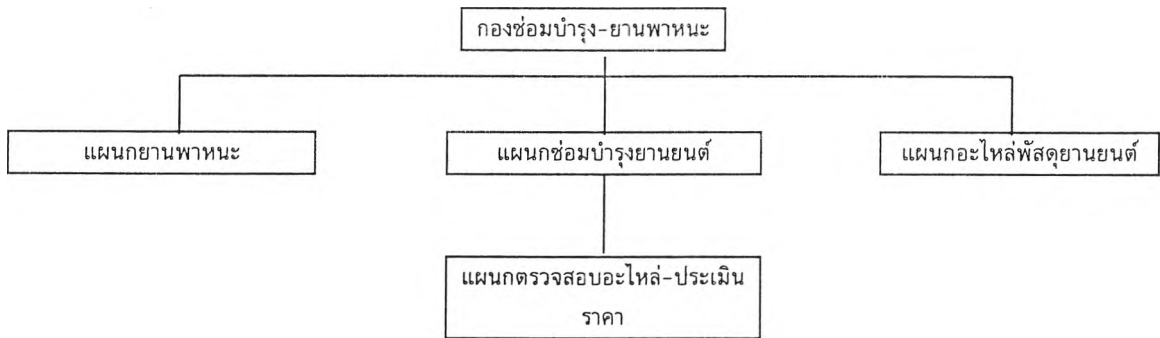 กองซ่อมบำรุง-ยานพาหนะ
แผนกยานพาหนะ
แผนกซ่อมบำรุงยานยนต์
แผนกอะไหล่พัสดุยานยนต์
แผนกตรวจสอบอะไหล่-ประเมิน
ราคา